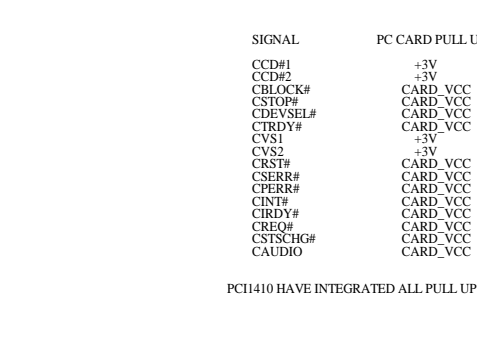 SIGNAL PC CARD PULL U
CCD#1 +3V
CCD#2 +3V
CBLOCK# CARD_VCC
CSTOP# CARD_VCC
CDEVSEL# CARD_VCC
CTRDY# CARD_VCC
CVS1 +3V
CVS2 +3V
CRST# CARD_VCC
CSERR# CARD_VCC
CPERR# CARD_VCC
CINT# CARD_VCC
CIRDY# CARD_VCC
CREQ# CARD_VCC
CSTSCHG# CARD_VCC
CAUDIO CARD_VCC
PCI1410 HAVE INTEGRATED ALL PULL UP